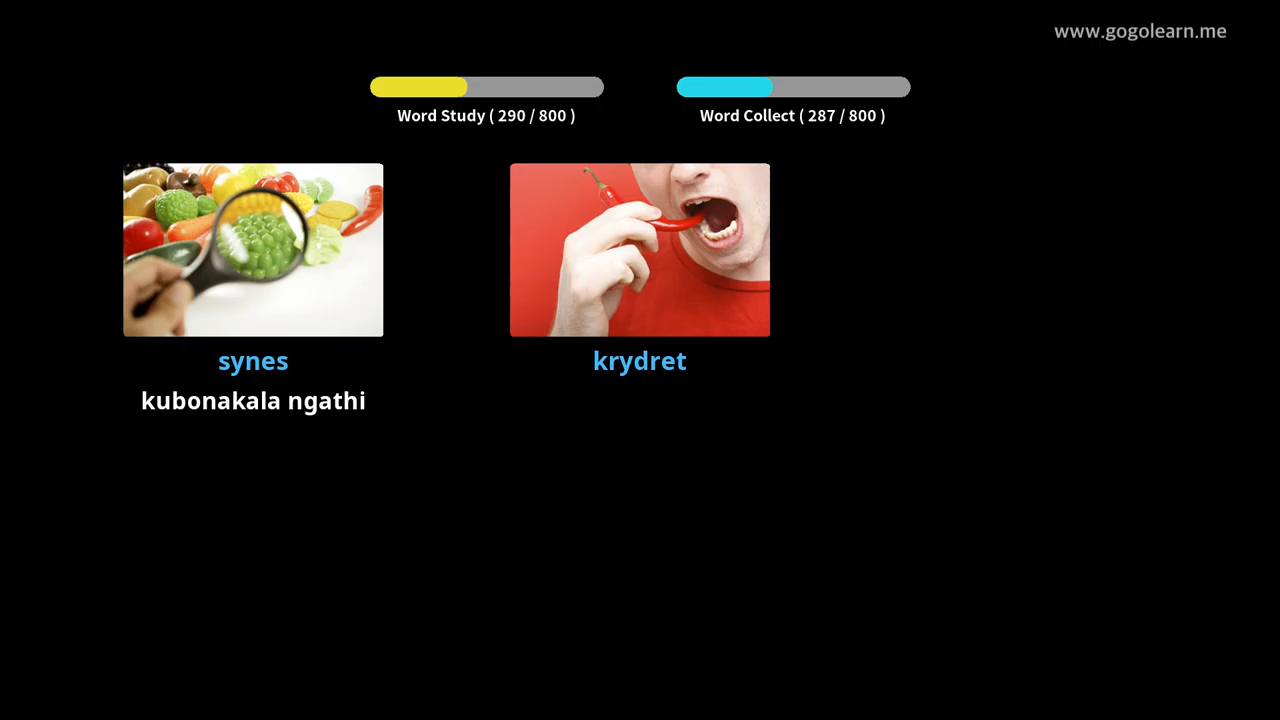 www.gogolearn.me
Word Study ( 290 / 800 )
Word Collect ( 287 / 800 )
synes
krydret
kubonakala ngathi